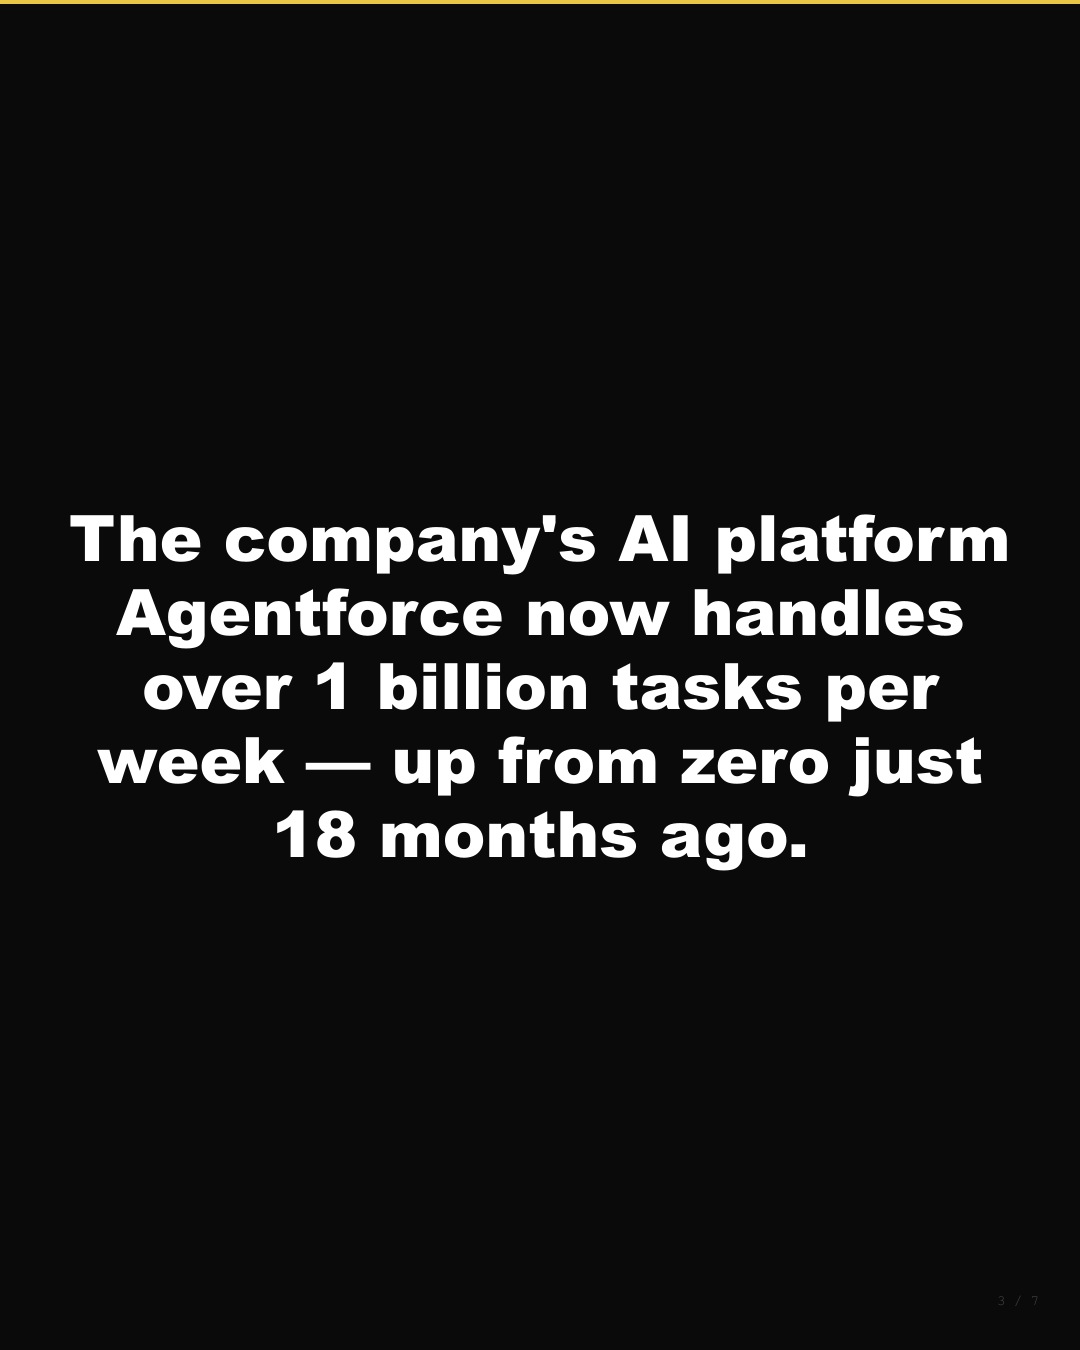 The company's AI platform
Agentforce now handles
over 1 billion tasks per
week — up from zero just
18 months ago.
3 / 7